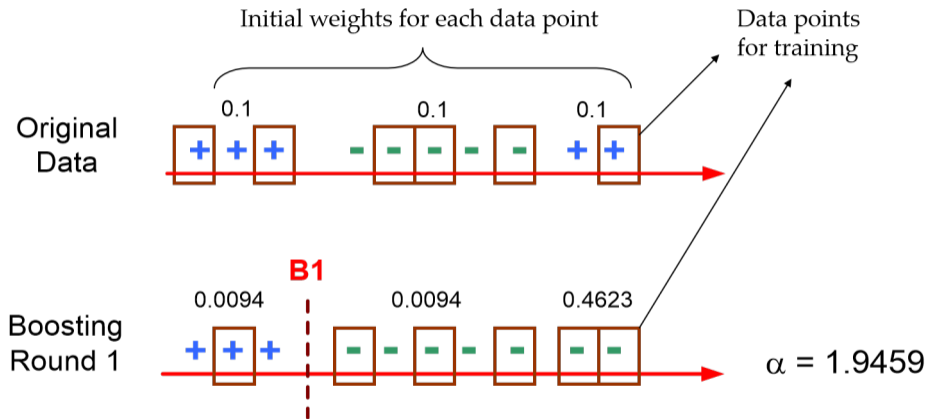 Initial weights for each data point
Data points
for training
0.1 0.1 0.1
Original
Data
+ + + - - - - - + +
B1
0.0094 0.0094 0.4623
Boosting
Round 1
+ + + - - - - - - -
α = 1.9459